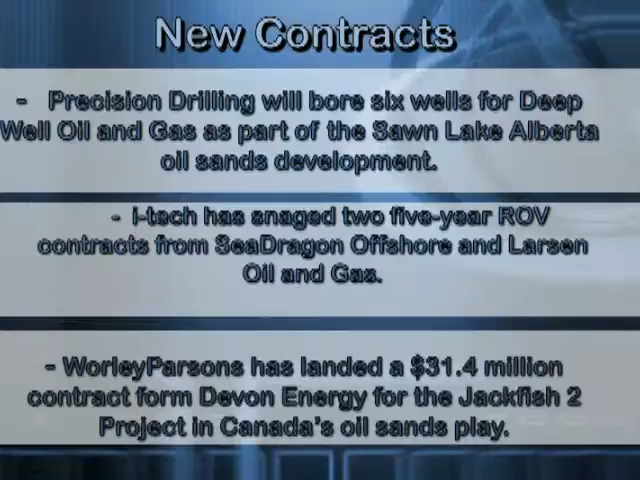 New Contracts
- Precision Drilling will bore six wells for Deep
Well Oil and Gas as part of the Sawn Lake Alberta
oil sands development.
- i-tech has snaged two five-year ROV
contracts from SeaDragon Offshore and Larsen
Oil and Gas.
- WorleyParsons has landed a $31.4 million
contract form Devon Energy for the Jackfish 2
Project in Canada's oil sands play.